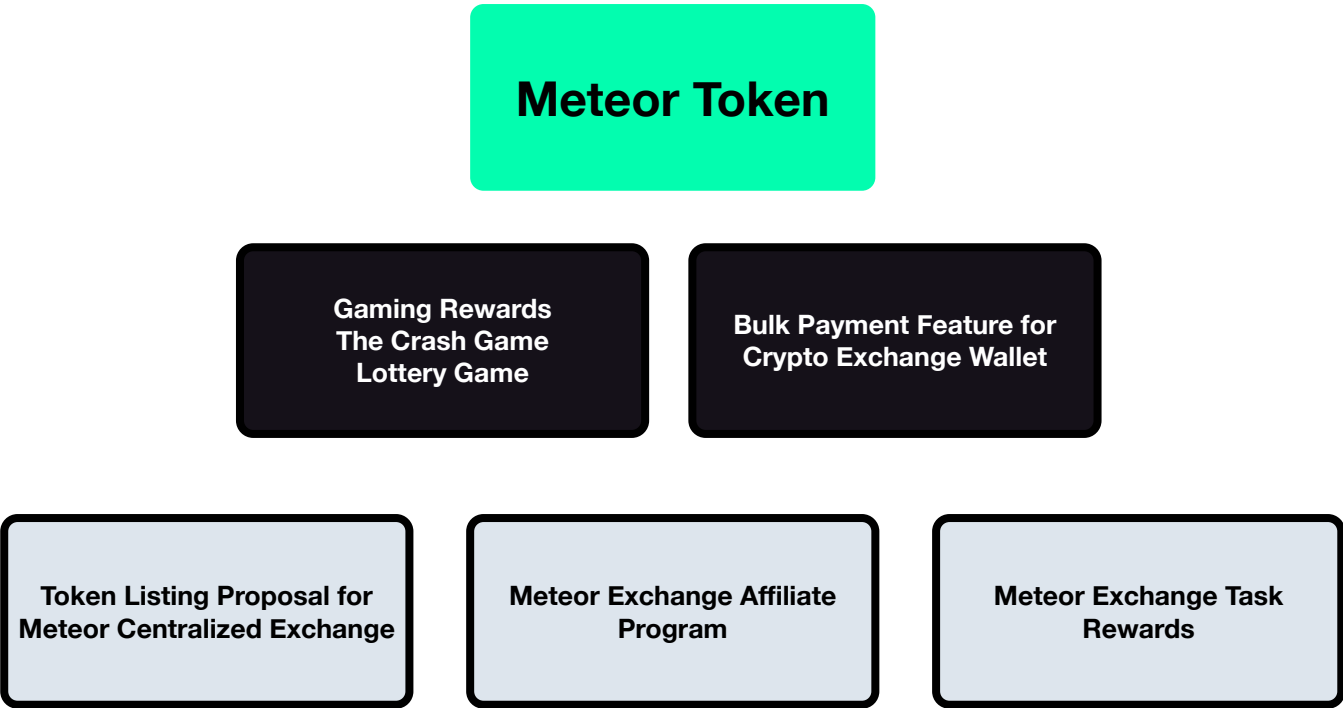 Meteor Token
Gaming Rewards
The Crash Game
Lottery Game
Bulk Payment Feature for
Crypto Exchange Wallet
Token Listing Proposal for
Meteor Centralized Exchange
Meteor Exchange Affiliate
Program
Meteor Exchange Task
Rewards